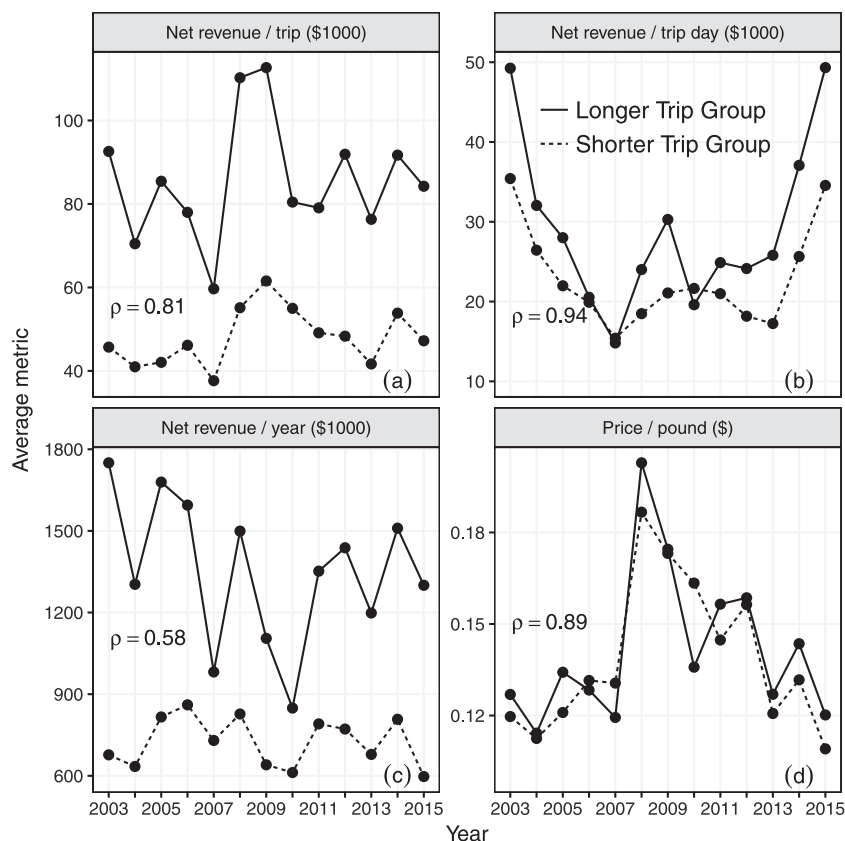 Net revenue / trip ($1000)
Net revenue / trip day ($1000)
100
80
60
40
ρ = 0.81
(a)
50
40
30
20
10
Longer Trip Group
Shorter Trip Group
ρ = 0.94
(b)
Average metric
Net revenue / year ($1000)
Price / pound ($)
1800
1500
1200
900
600
ρ = 0.58
(c)
0.18
0.15
0.12
ρ = 0.89
(d)
2003 2005 2007 2009 2011 2013 2015
2003 2005 2007 2009 2011 2013 2015
Year